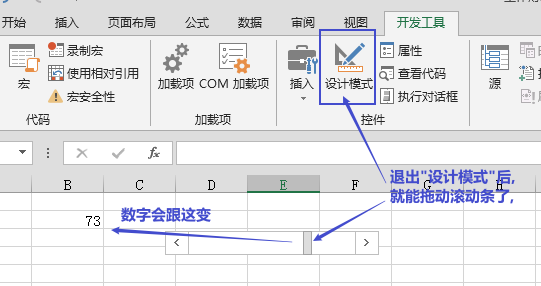 开始 插入 页面布局 公式 数据 审阅 视图 开发工具
录制宏 属性
宏 使用相对引用 加载项 COM 加载项 插入 设计模式 查看代码 源
宏安全性 执行对话框
代码 加载项 控件
fx
退出"设计模式"后,
就能拖动滚动条了,
B C D E F G H
73 数字会跟这变